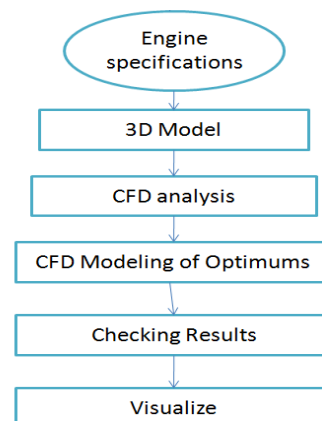 Engine
specifications
3D Model
CFD analysis
CFD Modeling of Optimums
Checking Results
Visualize